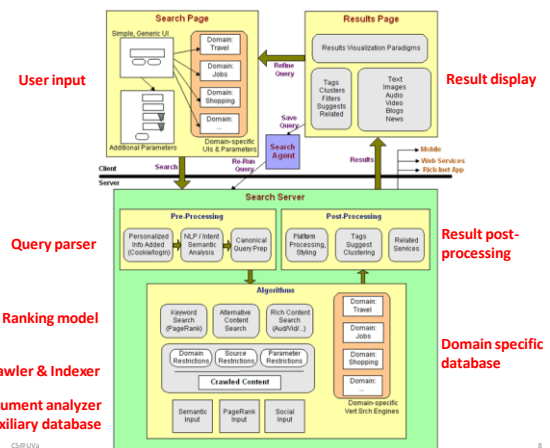 Search Page
Simple, Generic UI
Additional Parameters
Domain:
Travel
Domain:
Jobs
Domain:
Shopping
Domain:
...
Domain-specific
UIs & Parameters
User input
Refine
Query
Results Page
Results Visualization Paradigms
Tags
Clusters
Filters
Suggests
Related
Text
Images
Audio
Video
Blogs
News
Result display
Save
Query
Search
Agent
Re-Run
Query
Search
Results
Mobile
Web Services
Rich Inet App
Client
Server
Search Server
Pre-Processing
Personalized
Info Added
(Cookie/login)
NLP / Intent
Semantic
Analysis
Canonical
Query Prep
Query parser
Post-Processing
Platform
Processing,
Styling
Tags
Suggest
Clustering
Related
Services
Result post-
processing
Algorithms
Keyword
Search
(PageRank)
Alternative
Content
Search
Rich Content
Search
(Aud/Vid/...)
Ranking model
Domain
Restrictions
Source
Restrictions
Parameter
Restrictions
Crawled Content
Semantic
Input
PageRank
Input
Social
Input
Domain:
Travel
Domain:
Jobs
Domain:
Shopping
Domain:
...
Domain-specific
Vert Srch Engines
Domain specific
database
awler & Indexer
ument analyzer
xiliary database
CS@UVa
8